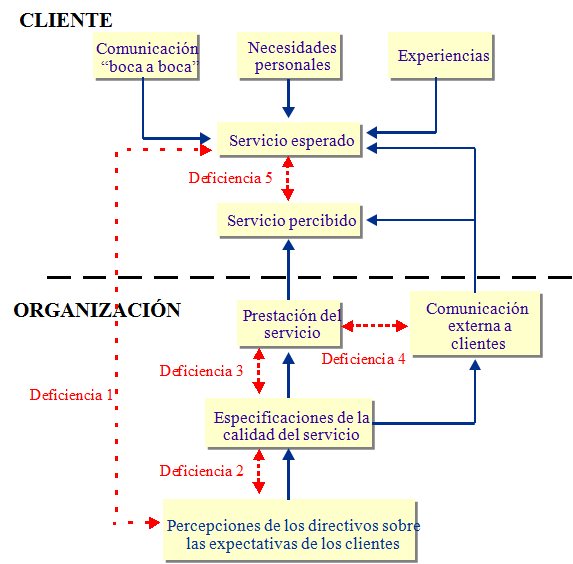 CLIENTE
Comunicación
“boca a boca”
Necesidades
personales
Experiencias
Servicio esperado
Deficiencia 5
Servicio percibido
ORGANIZACIÓN
Prestación del
servicio
Comunicación
externa a
clientes
Deficiencia 4
Deficiencia 3
Deficiencia 1
Especificaciones de la
calidad del servicio
Deficiencia 2
Percepciones de los directivos sobre
las expectativas de los clientes